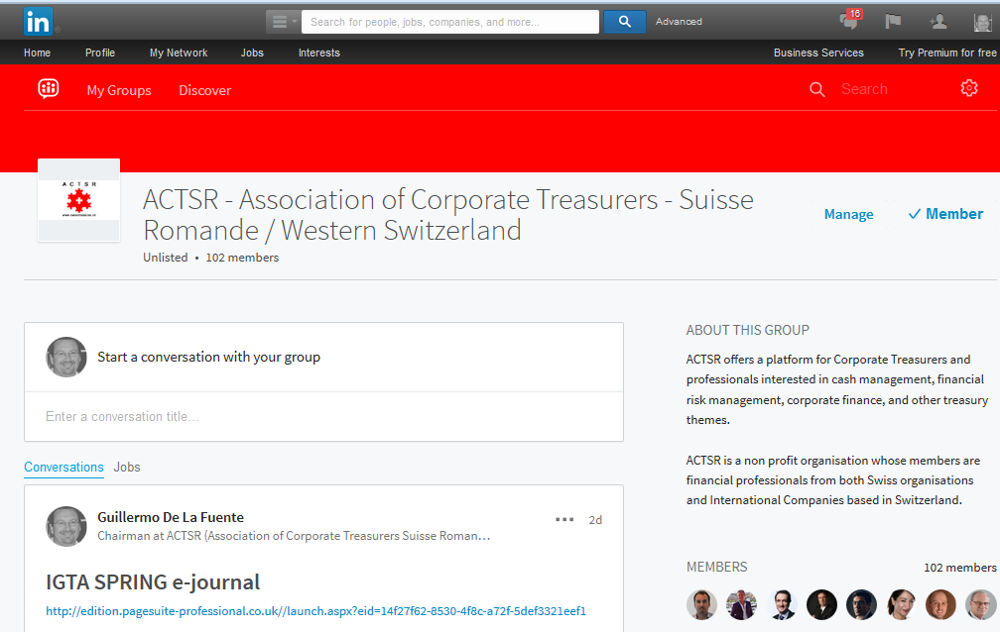 in
Search for people, jobs, companies, and more...
Advanced
16
Home Profile My Network Jobs Interests Business Services Try Premium for free
My Groups Discover Search
ACTSR
ACTSR - Association of Corporate Treasurers - Suisse
Romande / Western Switzerland
Unlisted • 102 members
Manage
Member
Start a conversation with your group
Enter a conversation title...
Conversations Jobs
Guillermo De La Fuente
2d
Chairman at ACTSR (Association of Corporate Treasurers Suisse Roman...
IGTA SPRING e-journal
http://edition.pagesuite-professional.co.uk//launch.aspx?eid=14f27f62-8530-4f8c-a72f-5def3321eef1
ABOUT THIS GROUP
ACTSR offers a platform for Corporate Treasurers and
professionals interested in cash management, financial
risk management, corporate finance, and other treasury
themes.
ACTSR is a non profit organisation whose members are
financial professionals from both Swiss organisations
and International Companies based in Switzerland.
MEMBERS 102 members